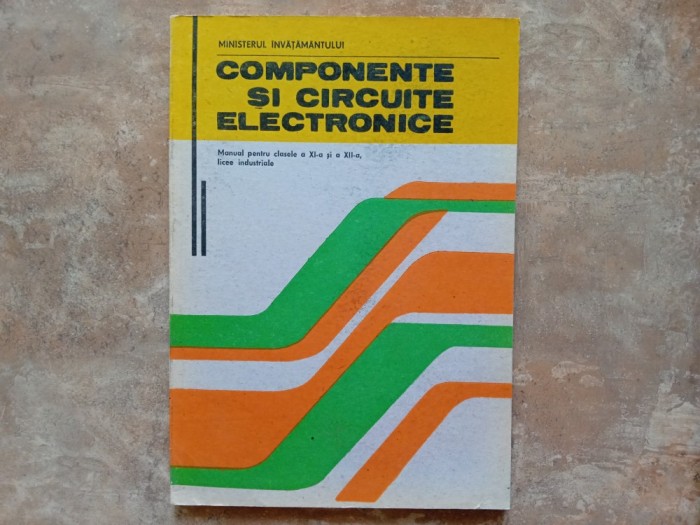 MINISTERUL ÎNVĂȚĂMÂNTULUI
COMPONENTE
ȘI CIRCUITE
ELECTRONICE
Manual pentru clasele a XI-a și a XII-a,
licee industriale